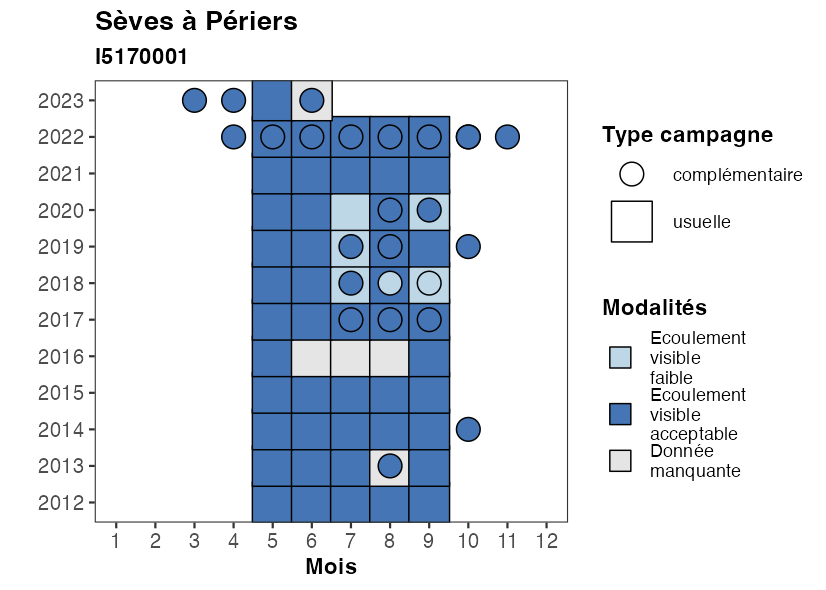 Sèves à Périers
I5170001
2023
2022
2021
2020
2019
2018
2017
2016
2015
2014
2013
2012
1 2 3 4 5 6 7 8 9 10 11 12
Mois
Type campagne
complémentaire
usuelle
Modalités
Ecoulement
visible
faible
Ecoulement
visible
acceptable
Donnée
manquante